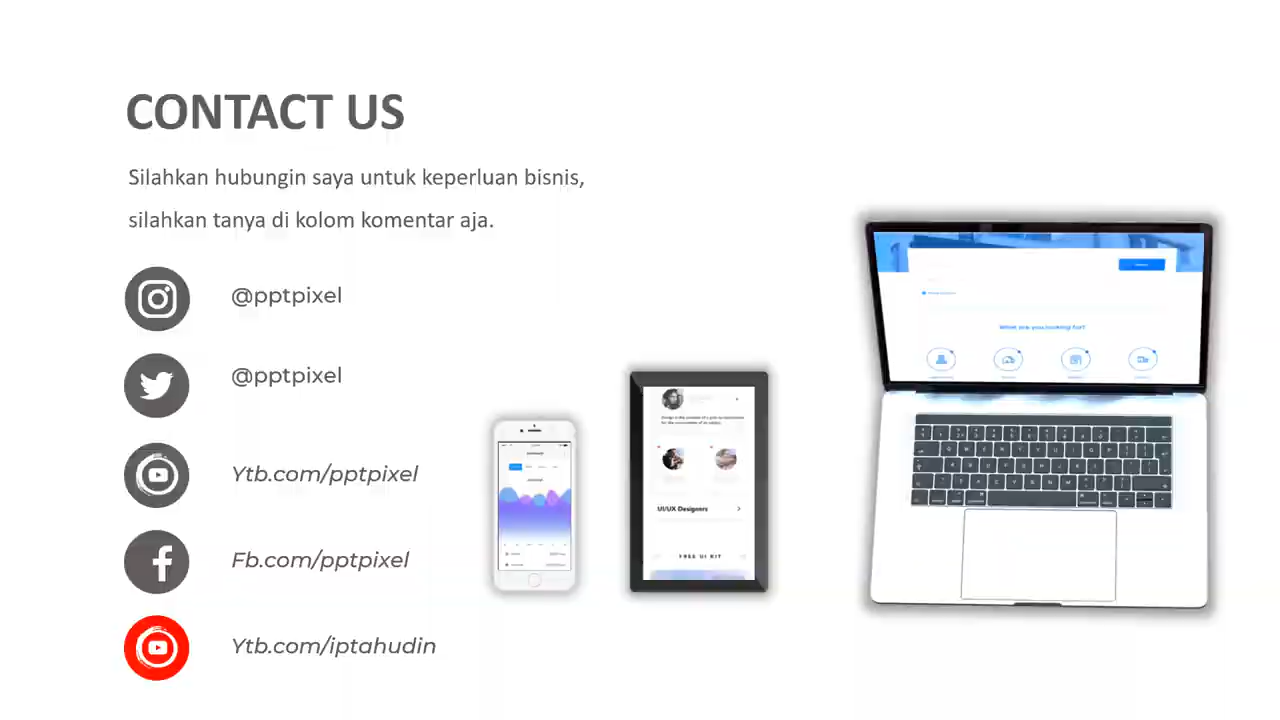 CONTACT US
Silahkan hubungin saya untuk keperluan bisnis,
silahkan tanya di kolom komentar aja.
@pptpixel
@pptpixel
Ytb.com/pptpixel
Fb.com/pptpixel
Ytb.com/iptahudin
UI/UX Designers
FREE UI KIT
What are you looking for?